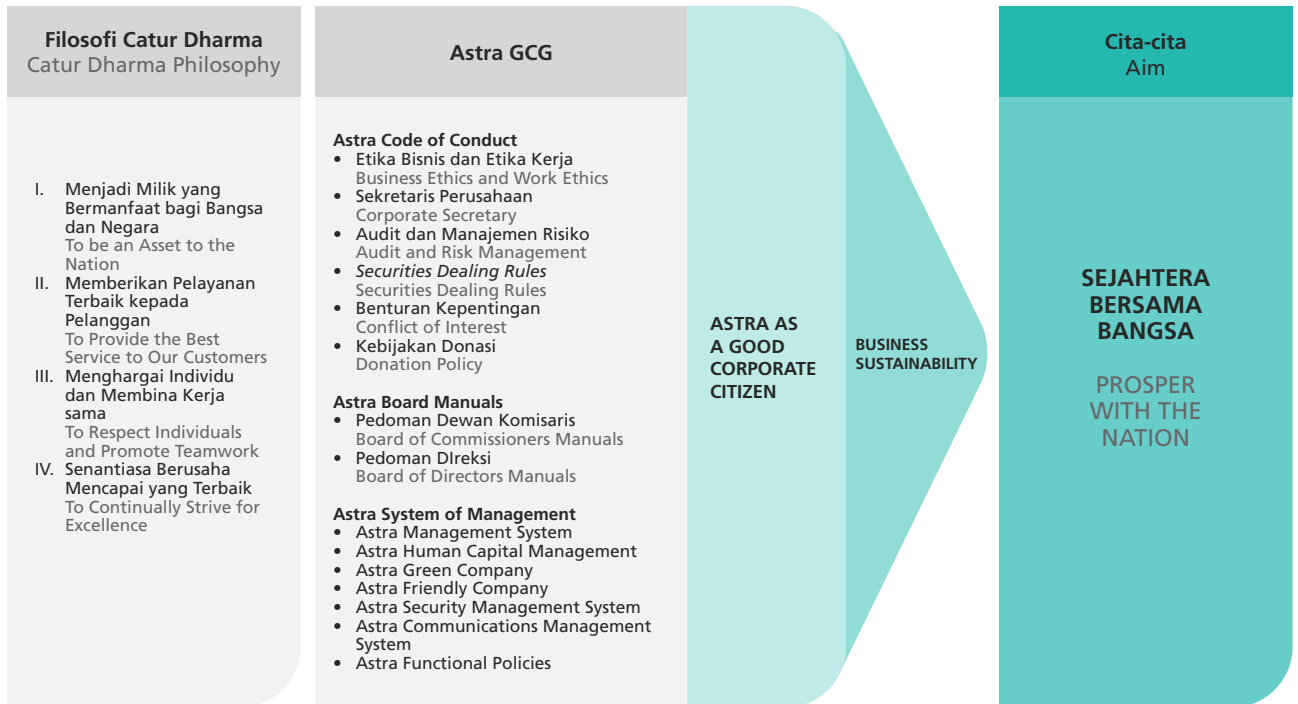 Filosofi Catur Dharma
Catur Dharma Philosophy
I. Menjadi Milik yang
Bermanfaat bagi Bangsa
dan Negara
To be an Asset to the
Nation
II. Memberikan Pelayanan
Terbaik kepada
Pelanggan
To Provide the Best
Service to Our Customers
III. Menghargai Individu
dan Membina Kerja
sama
To Respect Individuals
and Promote Teamwork
IV. Senantiasa Berusaha
Mencapai yang Terbaik
To Continually Strive for
Excellence
Astra GCG
Astra Code of Conduct
• Etika Bisnis dan Etika Kerja
Business Ethics and Work Ethics
• Sekretaris Perusahaan
Corporate Secretary
• Audit dan Manajemen Risiko
Audit and Risk Management
• Securities Dealing Rules
Securities Dealing Rules
• Benturan Kepentingan
Conflict of Interest
• Kebijakan Donasi
Donation Policy
Astra Board Manuals
• Pedoman Dewan Komisaris
Board of Commissioners Manuals
• Pedoman DIreksi
Board of Directors Manuals
Astra System of Management
• Astra Management System
• Astra Human Capital Management
• Astra Green Company
• Astra Friendly Company
• Astra Security Management System
• Astra Communications Management
System
• Astra Functional Policies
ASTRA AS
A GOOD
CORPORATE
CITIZEN
BUSINESS
SUSTAINABILITY
Cita-cita
Aim
SEJAHTERA
BERSAMA
BANGSA
PROSPER
WITH THE
NATION